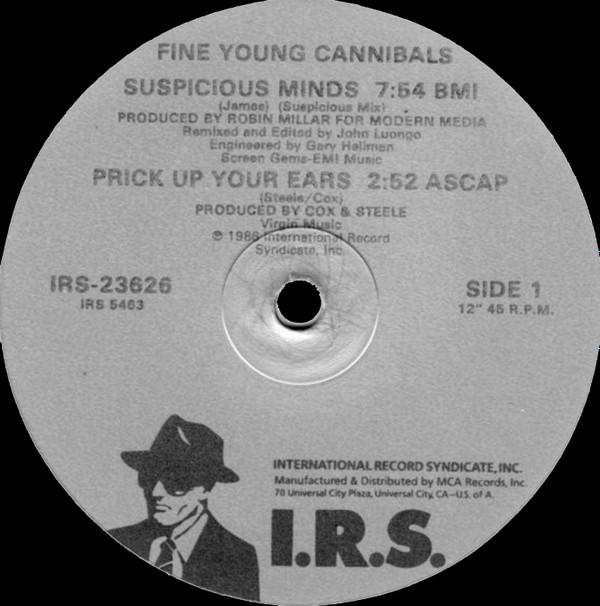 FINE YOUNG CANNIBALS
SUSPICIOUS MINDS 7:54 BMI
(James) (Suspicious Mix)
PRODUCED BY ROBIN MILLAR FOR MODERN MEDIA
Remixed and Edited by John Luongo
Engineered by Gary Hellman
Screen Gems-EMI Music
PRICK UP YOUR EARS 2:52 ASCAP
(Steele/Cox)
PRODUCED BY COX & STEELE
Virgin Music
℗ 1986 International Record
Syndicate, Inc.
IRS-23626
IRS 5463
SIDE 1
12" 45 R.P.M.
INTERNATIONAL RECORD SYNDICATE, INC.
Manufactured & Distributed by MCA Records, Inc.
70 Universal City Plaza, Universal City, CA—U.S. of A.
I.R.S.